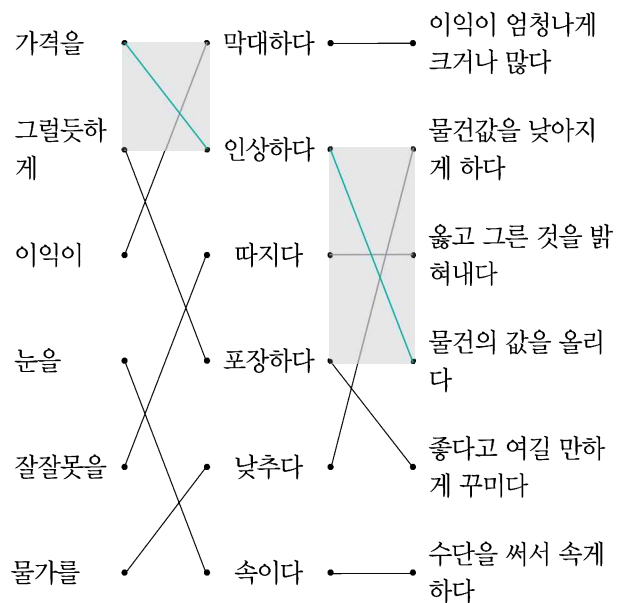 가격을
막대하다
이익이 엄청나게
크거나 많다
그럴듯하
게
인상하다
물건값을 낮아지
게 하다
이익이
따지다
옳고 그른 것을 밝
혀내다
눈을
포장하다
물건의 값을 올리
다
잘잘못을
낮추다
좋다고 여길 만하
게 꾸미다
물가를
속이다
수단을 써서 속게
하다